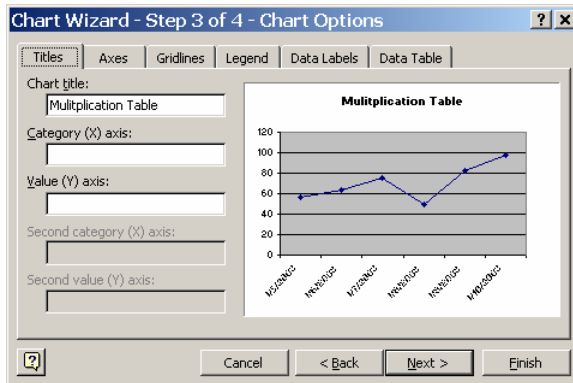 Chart Wizard - Step 3 of 4 - Chart Options
Titles Axes Gridlines Legend Data Labels Data Table
Chart title:
Mulitplication Table
Category (X) axis:
Value (Y) axis:
Second category (X) axis:
Second value (Y) axis:
Mulitplication Table
120
100
80
60
40
20
0
Cancel < Back Next > Finish